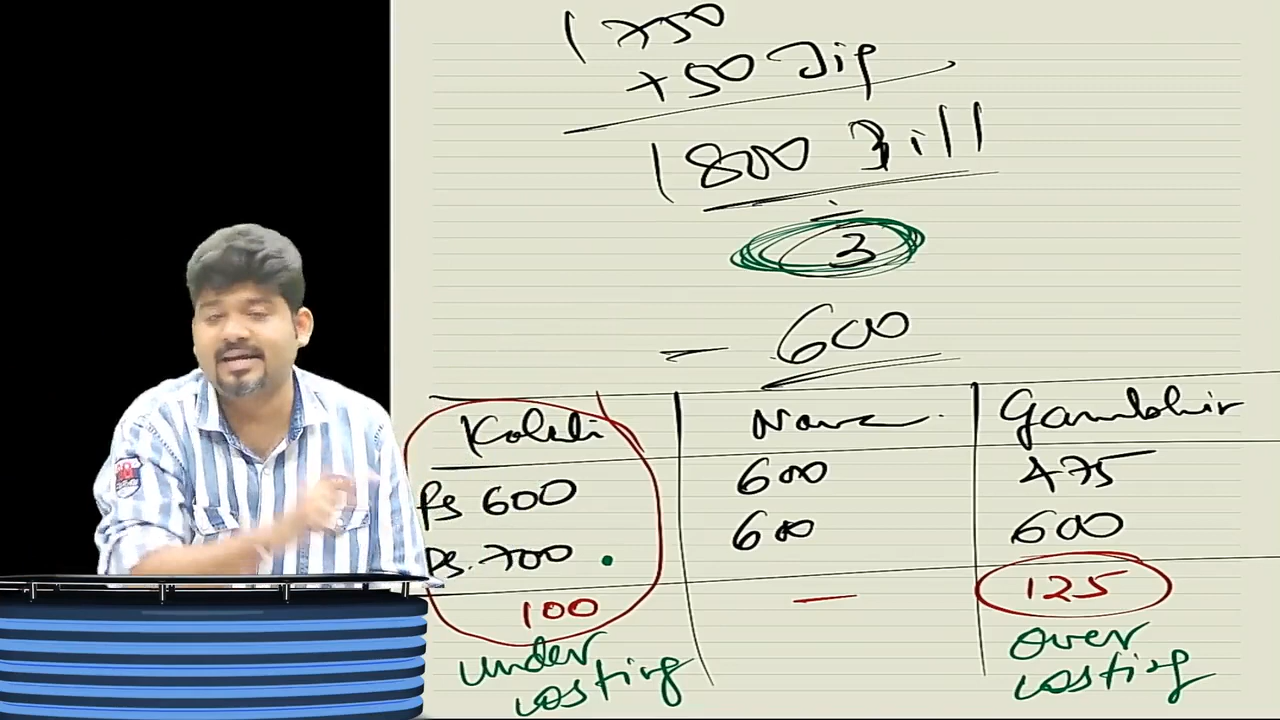 1750
+50 Tip
1800 Bill
÷
3
- 600
Kohli Gambhir
Rs 600 600 475
Rs. 700 600 600
100 — 125
under over
costing costing